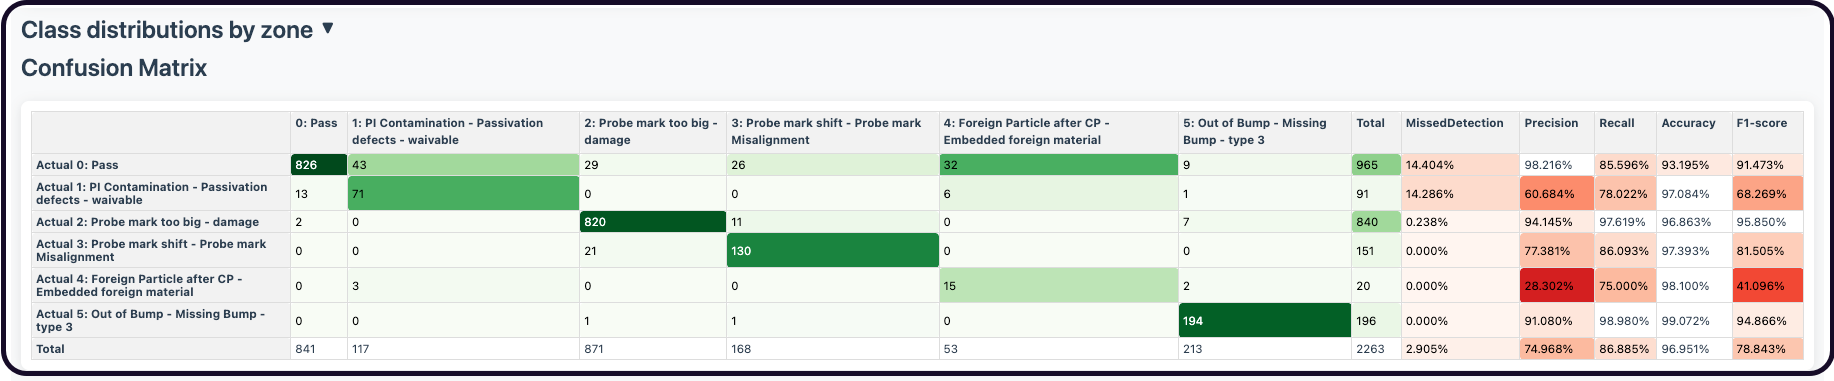 Class distributions by zone ▼
Confusion Matrix
0: Pass 1: PI Contamination - Passivation defects - waivable 2: Probe mark too big - damage 3: Probe mark shift - Probe mark Misalignment 4: Foreign Particle after CP - Embedded foreign material 5: Out of Bump - Missing Bump - type 3 Total MissedDetection Precision Recall Accuracy F1-score
Actual 0: Pass 826 43 29 26 32 9 965 14.404% 98.216% 85.596% 93.195% 91.473%
Actual 1: PI Contamination - Passivation defects - waivable 13 71 0 0 6 1 91 14.286% 60.684% 78.022% 97.084% 68.269%
Actual 2: Probe mark too big - damage 2 0 820 11 0 7 840 0.238% 94.145% 97.619% 96.863% 95.850%
Actual 3: Probe mark shift - Probe mark Misalignment 0 0 21 130 0 0 151 0.000% 77.381% 86.093% 97.393% 81.505%
Actual 4: Foreign Particle after CP - Embedded foreign material 0 3 0 0 15 2 20 0.000% 28.302% 75.000% 98.100% 41.096%
Actual 5: Out of Bump - Missing Bump - type 3 0 0 1 1 0 194 196 0.000% 91.080% 98.980% 99.072% 94.866%
Total 841 117 871 168 53 213 2263 2.905% 74.968% 86.885% 96.951% 78.843%